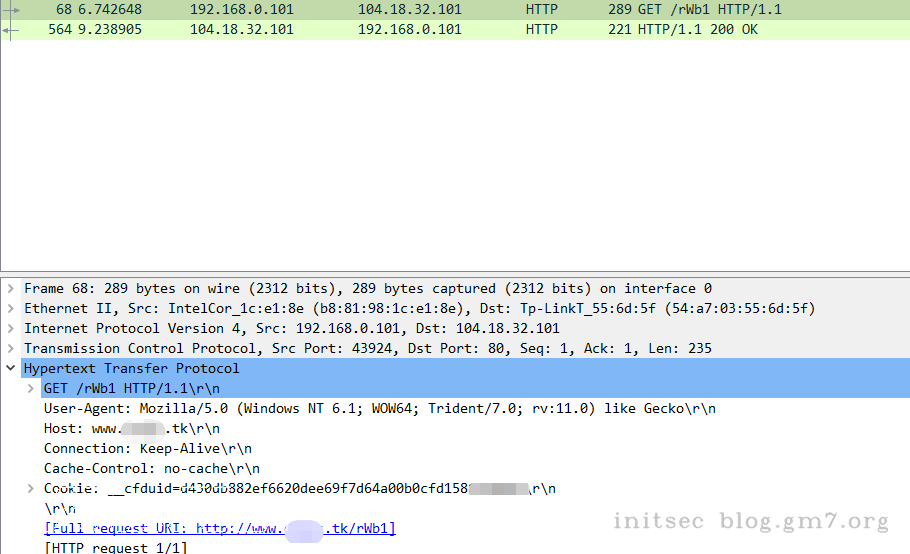 68 6.742648 192.168.0.101 104.18.32.101 HTTP 289 GET /rWb1 HTTP/1.1
564 9.238905 104.18.32.101 192.168.0.101 HTTP 221 HTTP/1.1 200 OK
Frame 68: 289 bytes on wire (2312 bits), 289 bytes captured (2312 bits) on interface 0
Ethernet II, Src: IntelCor_1c:e1:8e (b8:81:98:1c:e1:8e), Dst: Tp-LinkT_55:6d:5f (54:a7:03:55:6d:5f)
Internet Protocol Version 4, Src: 192.168.0.101, Dst: 104.18.32.101
Transmission Control Protocol, Src Port: 43924, Dst Port: 80, Seq: 1, Ack: 1, Len: 235
Hypertext Transfer Protocol
GET /rWb1 HTTP/1.1\r\n
User-Agent: Mozilla/5.0 (Windows NT 6.1; WOW64; Trident/7.0; rv:11.0) like Gecko\r\n
Host: www. .tk\r\n
Connection: Keep-Alive\r\n
Cache-Control: no-cache\r\n
Cookie: __cfduid=d430db882ef6620dee69f7d64a00b0cfd158 \r\n
\r\n
[Full request URI: http://www. .tk/rWb1]
[HTTP request 1/1]
initsec blog.gm7.org